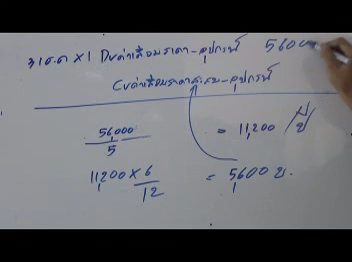 31 ธ.ค X1 Dr ค่าเสื่อมราคา-อุปกรณ์ 5600
Cr ค่าเสื่อมราคาสะสม-อุปกรณ์
56,000 / 5 = 11,200 /ปี
11,200 X 6 / 12 = 5,600 บ.